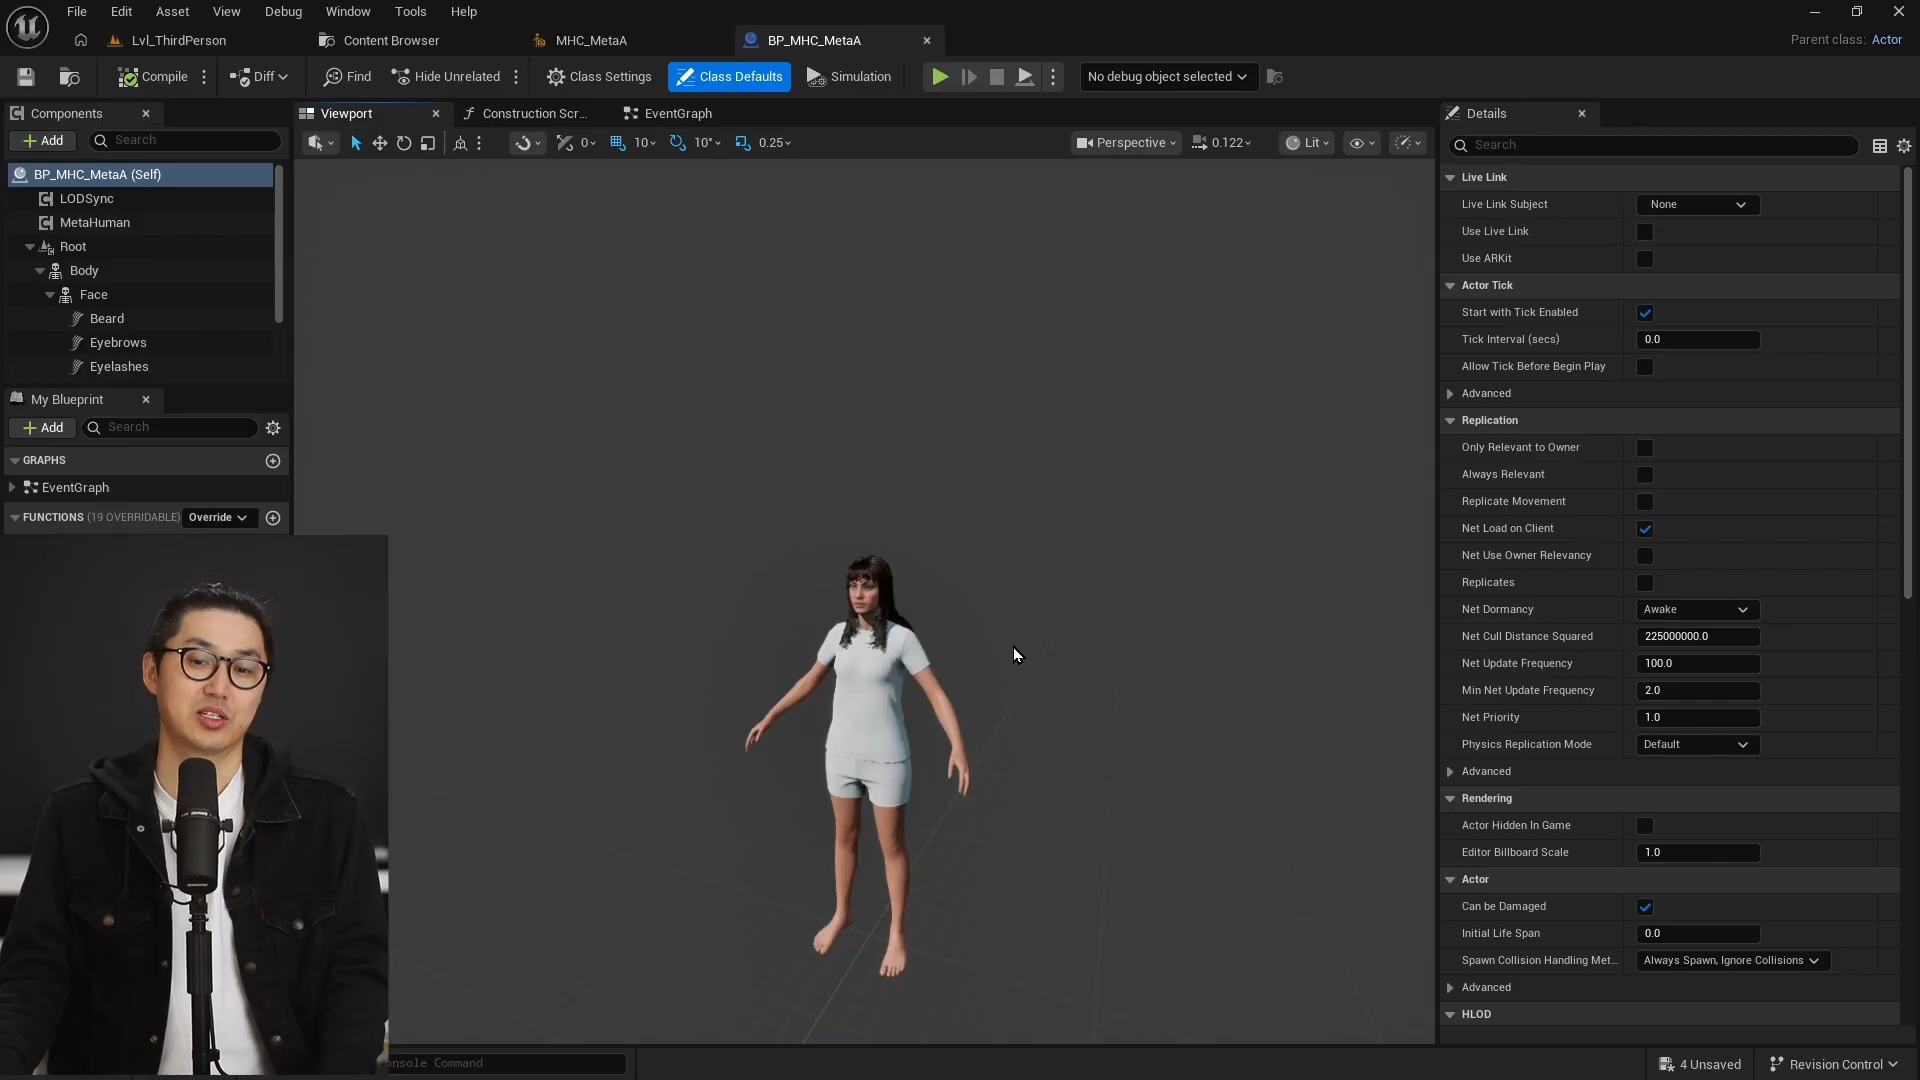 File Edit Asset View Debug Window Tools Help
Lvl_ThirdPerson Content Browser MHC_MetaA BP_MHC_MetaA
Parent class: Actor
Compile Diff Find Hide Unrelated Class Settings Class Defaults Simulation No debug object selected
Components
Add Search
BP_MHC_MetaA (Self)
LODSync
MetaHuman
Root
Body
Face
Beard
Eyebrows
Eyelashes
My Blueprint
Add Search
GRAPHS
EventGraph
FUNCTIONS (19 OVERRIDABLE) Override
Viewport Construction Scr... EventGraph
0 10 10° 0.25 Perspective 0.122 Lit
Details
Search
Live Link
Live Link Subject None
Use Live Link
Use ARKit
Actor Tick
Start with Tick Enabled
Tick Interval (secs) 0.0
Allow Tick Before Begin Play
Advanced
Replication
Only Relevant to Owner
Always Relevant
Replicate Movement
Net Load on Client
Net Use Owner Relevancy
Replicates
Net Dormancy Awake
Net Cull Distance Squared 225000000.0
Net Update Frequency 100.0
Min Net Update Frequency 2.0
Net Priority 1.0
Physics Replication Mode Default
Advanced
Rendering
Actor Hidden In Game
Editor Billboard Scale 1.0
Actor
Can be Damaged
Initial Life Span 0.0
Spawn Collision Handling Met... Always Spawn, Ignore Collisions
Advanced
HLOD
onsole Command
4 Unsaved Revision Control